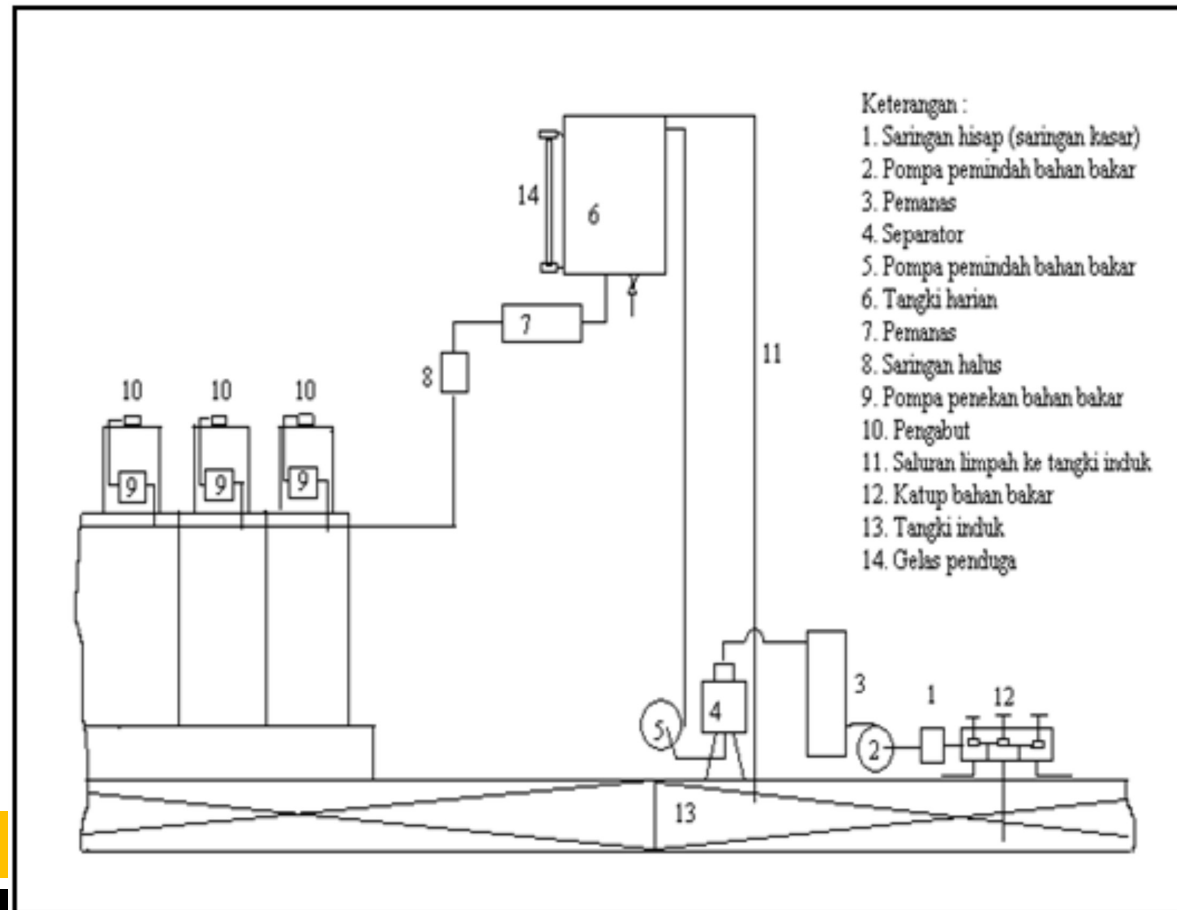 Keterangan :
1. Saringan hisap (saringan kasar)
2. Pompa pemindah bahan bakar
3. Pemanas
4. Separator
5. Pompa pemindah bahan bakar
6. Tangki harian
7. Pemanas
8. Saringan halus
9. Pompa penekan bahan bakar
10. Pengabut
11. Saluran limpah ke tangki induk
12. Katup bahan bakar
13. Tangki induk
14. Gelas penduga
14
6
7
11
8
10 10 10
9 9 9
3
1
12
4
5
2
13